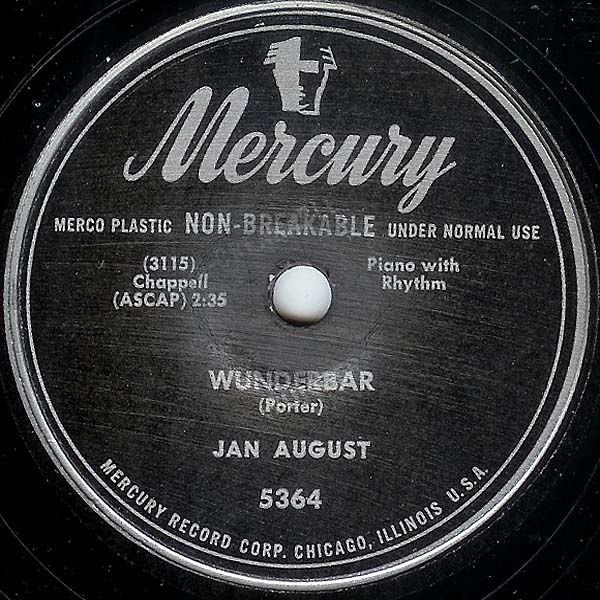 Mercury
MERCO PLASTIC NON-BREAKABLE UNDER NORMAL USE
(3115)
Chappell
(ASCAP) 2:35
Piano with
Rhythm
WUNDERBAR
(Porter)
JAN AUGUST
5364
MERCURY RECORD CORP. CHICAGO, ILLINOIS U.S.A.